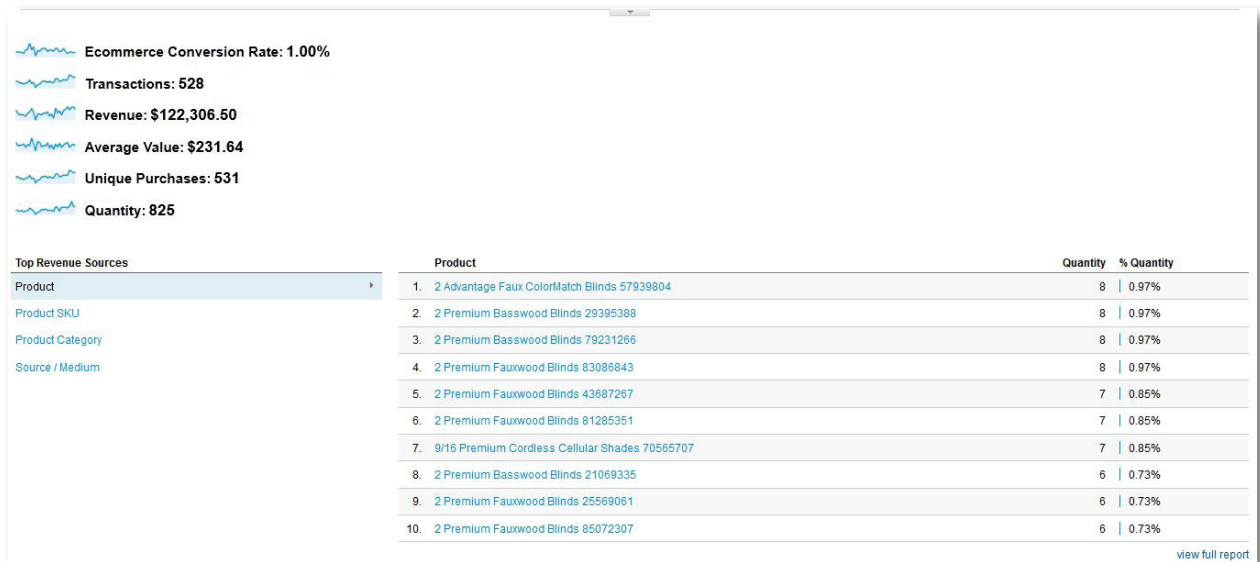 Ecommerce Conversion Rate: 1.00%
Transactions: 528
Revenue: $122,306.50
Average Value: $231.64
Unique Purchases: 531
Quantity: 825
Top Revenue Sources
Product
Product SKU
Product Category
Source / Medium
Product Quantity % Quantity
1. 2 Advantage Faux ColorMatch Blinds 57939804 8 0.97%
2. 2 Premium Basswood Blinds 29395388 8 0.97%
3. 2 Premium Basswood Blinds 79231266 8 0.97%
4. 2 Premium Fauxwood Blinds 83086843 8 0.97%
5. 2 Premium Fauxwood Blinds 43687267 7 0.85%
6. 2 Premium Fauxwood Blinds 81285351 7 0.85%
7. 9/16 Premium Cordless Cellular Shades 70565707 7 0.85%
8. 2 Premium Basswood Blinds 21069335 6 0.73%
9. 2 Premium Fauxwood Blinds 25569061 6 0.73%
10. 2 Premium Fauxwood Blinds 85072307 6 0.73%
view full report